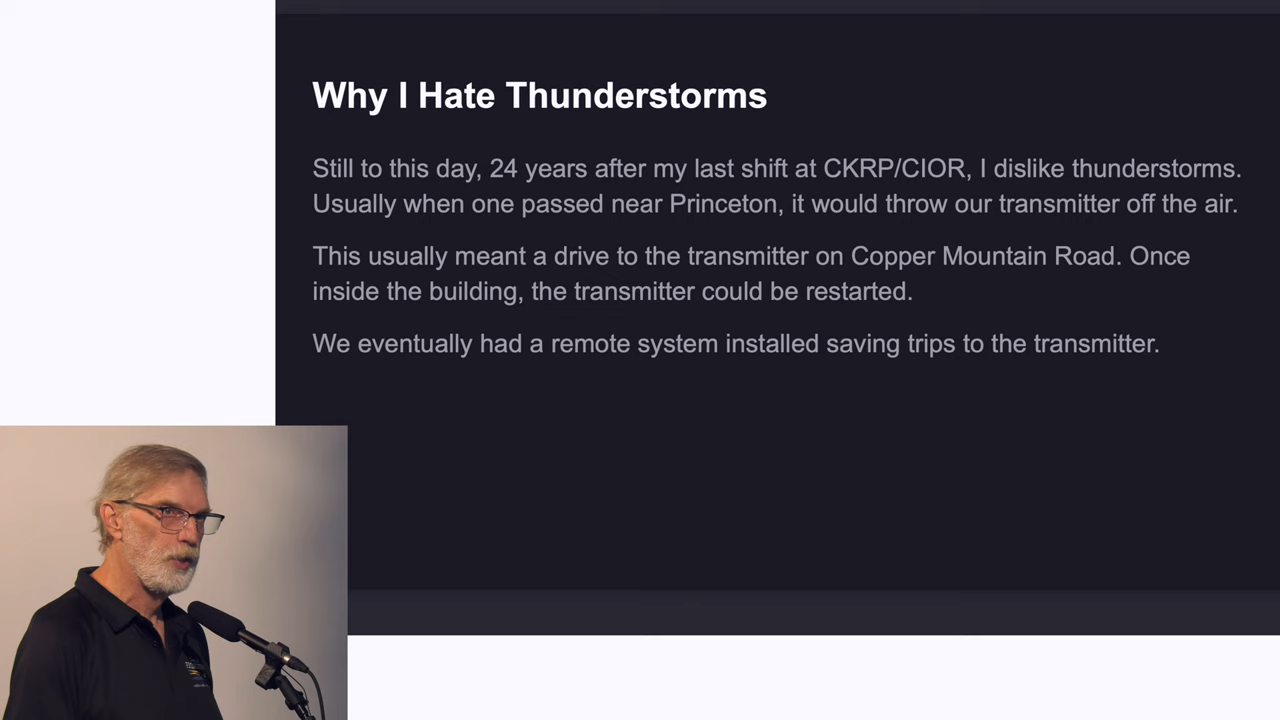 Why I Hate Thunderstorms
Still to this day, 24 years after my last shift at CKRP/CIOR, I dislike thunderstorms.
Usually when one passed near Princeton, it would throw our transmitter off the air.
This usually meant a drive to the transmitter on Copper Mountain Road. Once
inside the building, the transmitter could be restarted.
We eventually had a remote system installed saving trips to the transmitter.